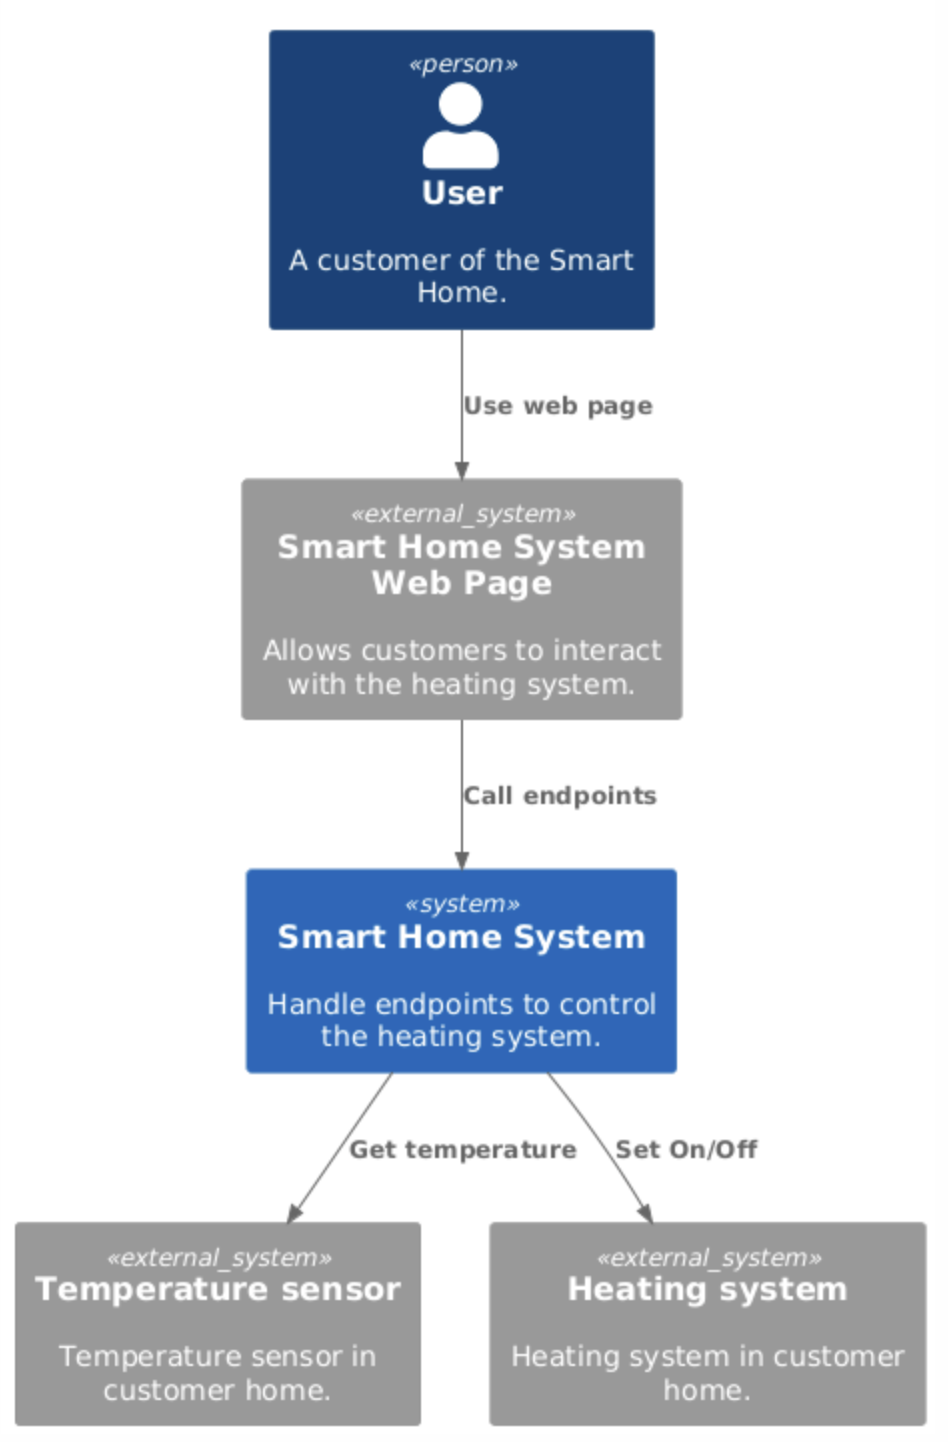 «person»
User
A customer of the Smart
Home.
Use web page
«external_system»
Smart Home System
Web Page
Allows customers to interact
with the heating system.
Call endpoints
«system»
Smart Home System
Handle endpoints to control
the heating system.
Get temperature
Set On/Off
«external_system»
Temperature sensor
Temperature sensor in
customer home.
«external_system»
Heating system
Heating system in customer
home.